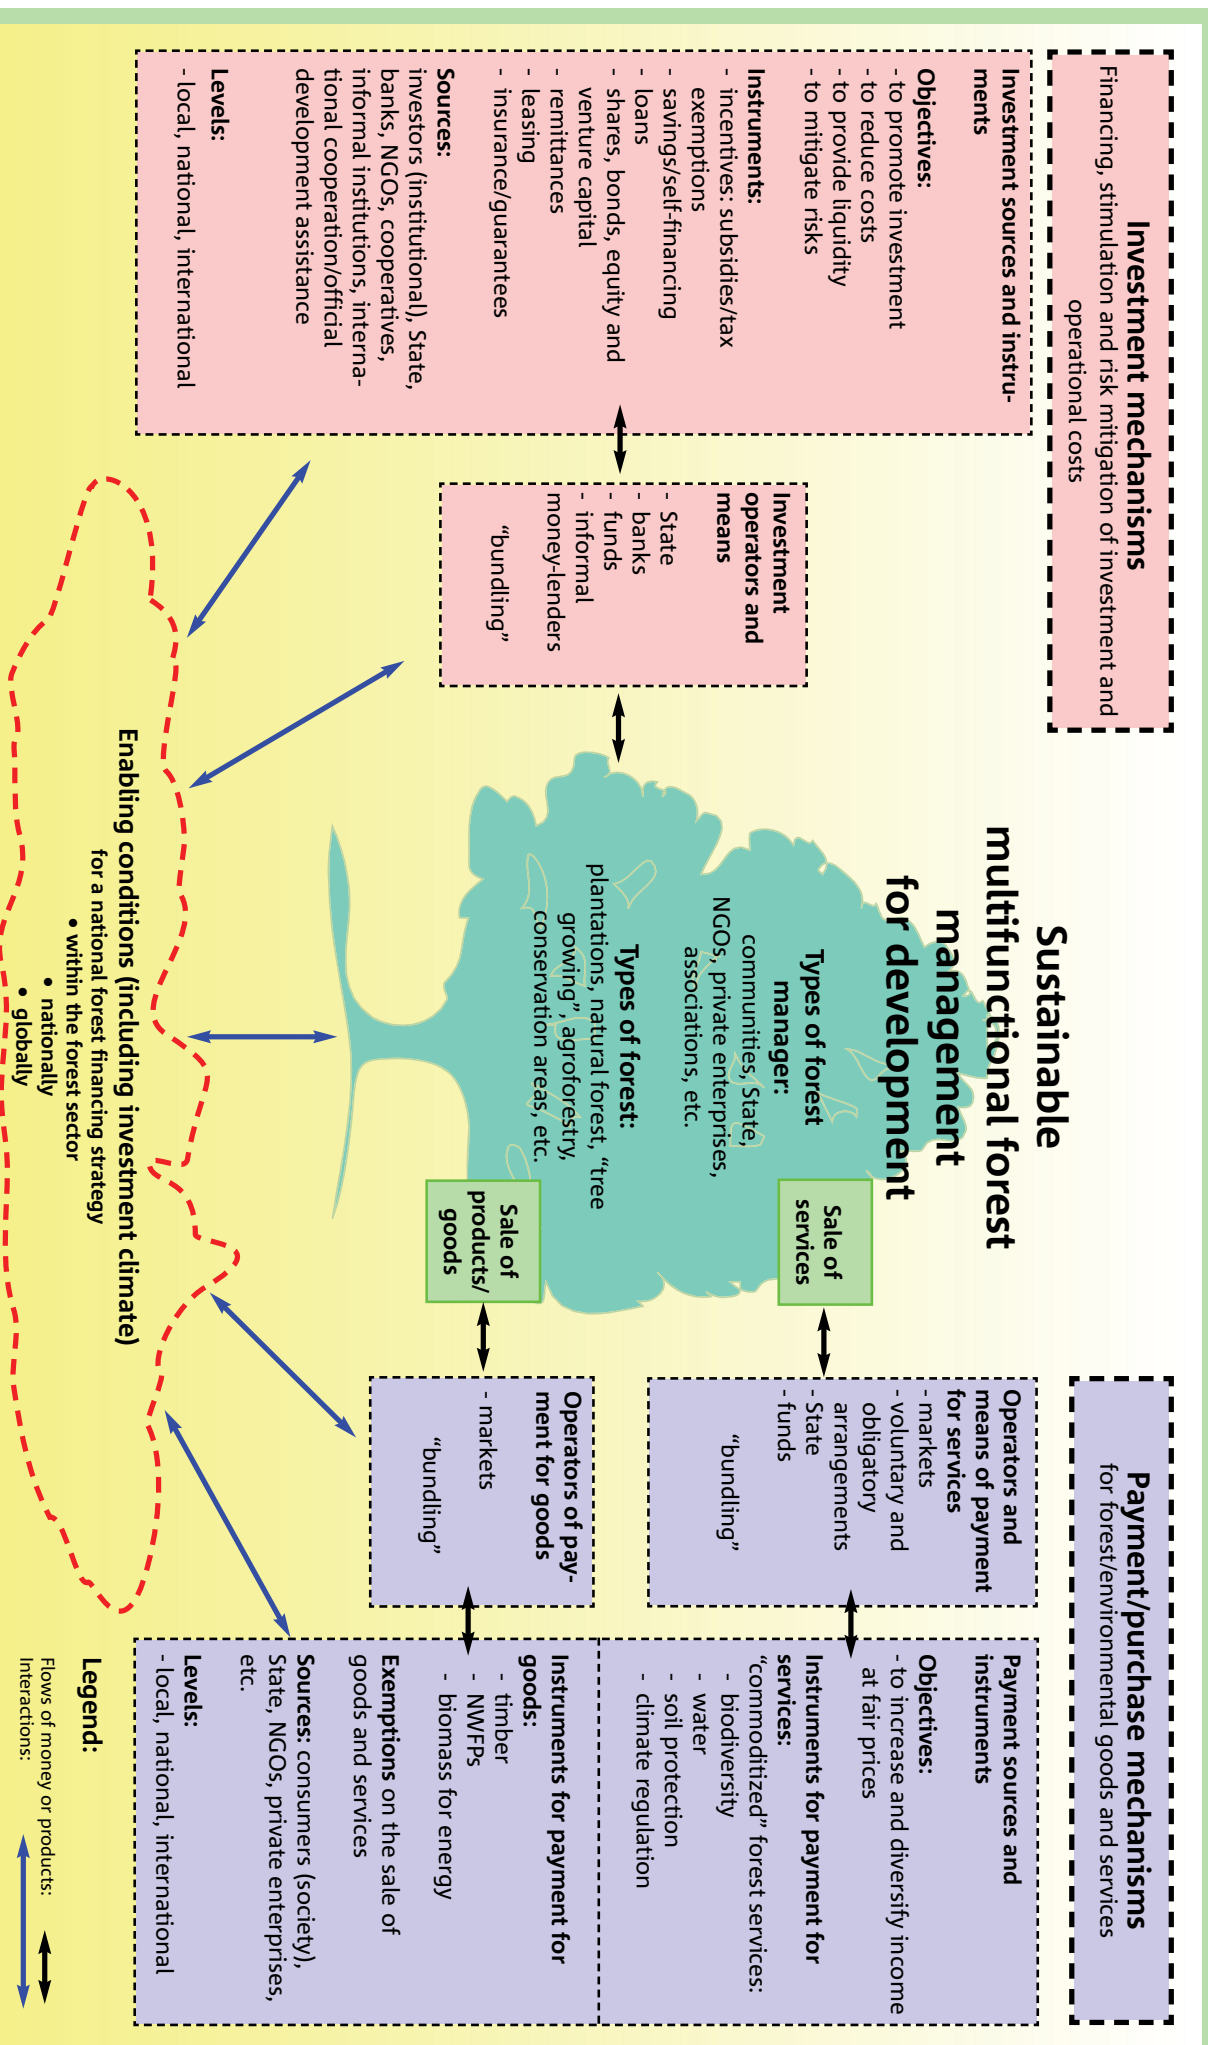 Investment mechanisms
Financing, stimulation and risk mitigation of investment and
operational costs
Investment sources and instru-
ments
Objectives:
- to promote investment
- to reduce costs
- to provide liquidity
- to mitigate risks
Instruments:
- incentives: subsidies/tax
exemptions
- savings/self-financing
- loans
- shares, bonds, equity and
venture capital
- remittances
- leasing
- insurance/guarantees
Sources:
investors (institutional), State,
banks, NGOs, cooperatives,
informal institutions, interna-
tional cooperation/official
development assistance
Levels:
- local, national, international
Investment
operators and
means
- State
- banks
- funds
- informal
money-lenders
“bundling”
Sustainable
multifunctional forest
management
for development
Types of forest
manager:
communities, State,
NGOs, private enterprises,
associations, etc.
Types of forest:
plantations, natural forest, “tree
growing”, agroforestry,
conservation areas, etc.
Sale of
services
Sale of
products/
goods
Payment/purchase mechanisms
for forest/environmental goods and services
Operators and
means of payment
for services
- markets
- voluntary and
obligatory
arrangements
- State
- funds
“bundling”
Operators of pay-
ment for goods
- markets
“bundling”
Payment sources and
instruments
Objectives:
- to increase and diversify income
at fair prices
Instruments for payment for
services:
“commoditized” forest services:
- biodiversity
- water
- soil protection
- climate regulation
Instruments for payment for
goods:
- timber
- NWFPs
- biomass for energy
Exemptions on the sale of
goods and services
Sources: consumers (society),
State, NGOs, private enterprises,
etc.
Levels:
- local, national, international
Enabling conditions (including investment climate)
for a national forest financing strategy
• within the forest sector
• nationally
• globally
Legend:
Flows of money or products:
Interactions: